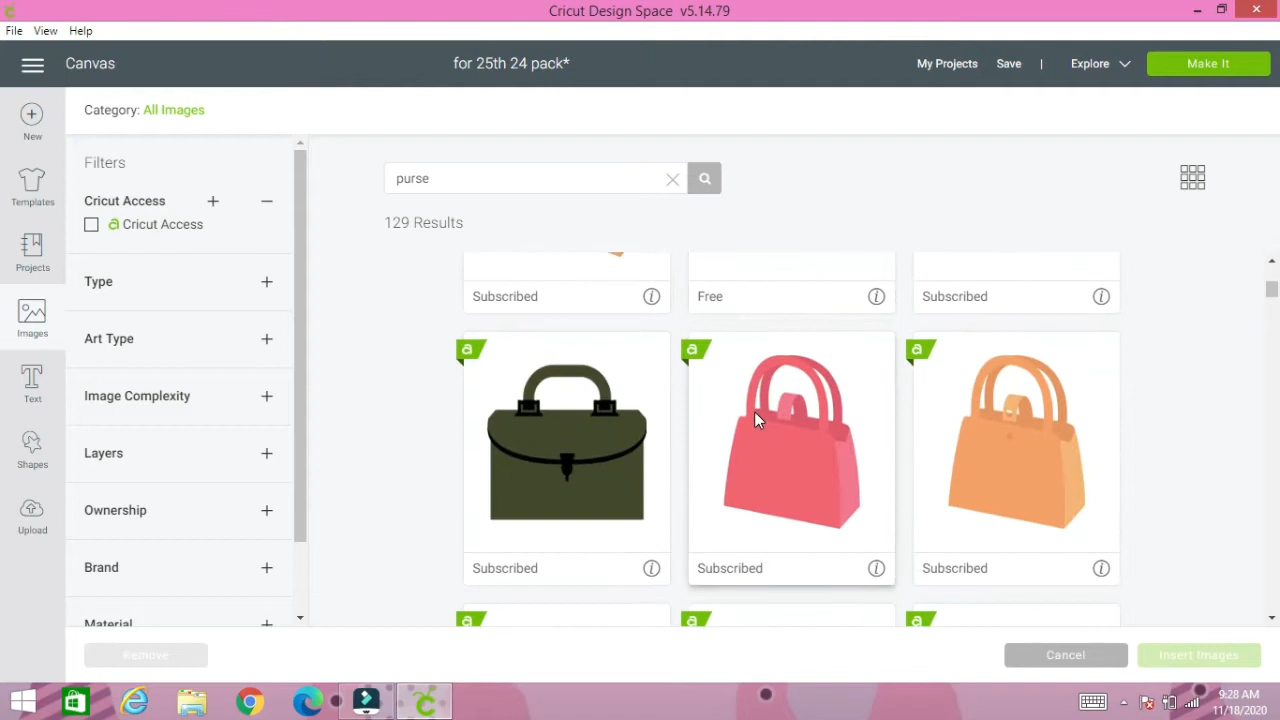 Cricut Design Space v5.14.79
File View Help
Canvas
for 25th 24 pack*
My Projects Save | Explore Make It
New
Templates
Projects
Images
Text
Shapes
Upload
Category: All Images
Filters
Cricut Access + −
a Cricut Access
Type +
Art Type +
Image Complexity +
Layers +
Ownership +
Brand +
Material +
purse
129 Results
Subscribed
Free
Subscribed
a
a
a
Subscribed
Subscribed
Subscribed
a
a
a
Remove
Cancel
Insert Images
9:28 AM
11/18/2020